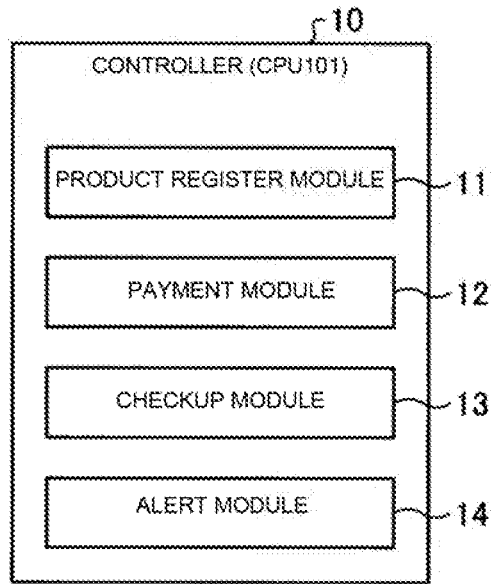 10
CONTROLLER (CPU101)
PRODUCT REGISTER MODULE 11
PAYMENT MODULE 12
CHECKUP MODULE 13
ALERT MODULE 14